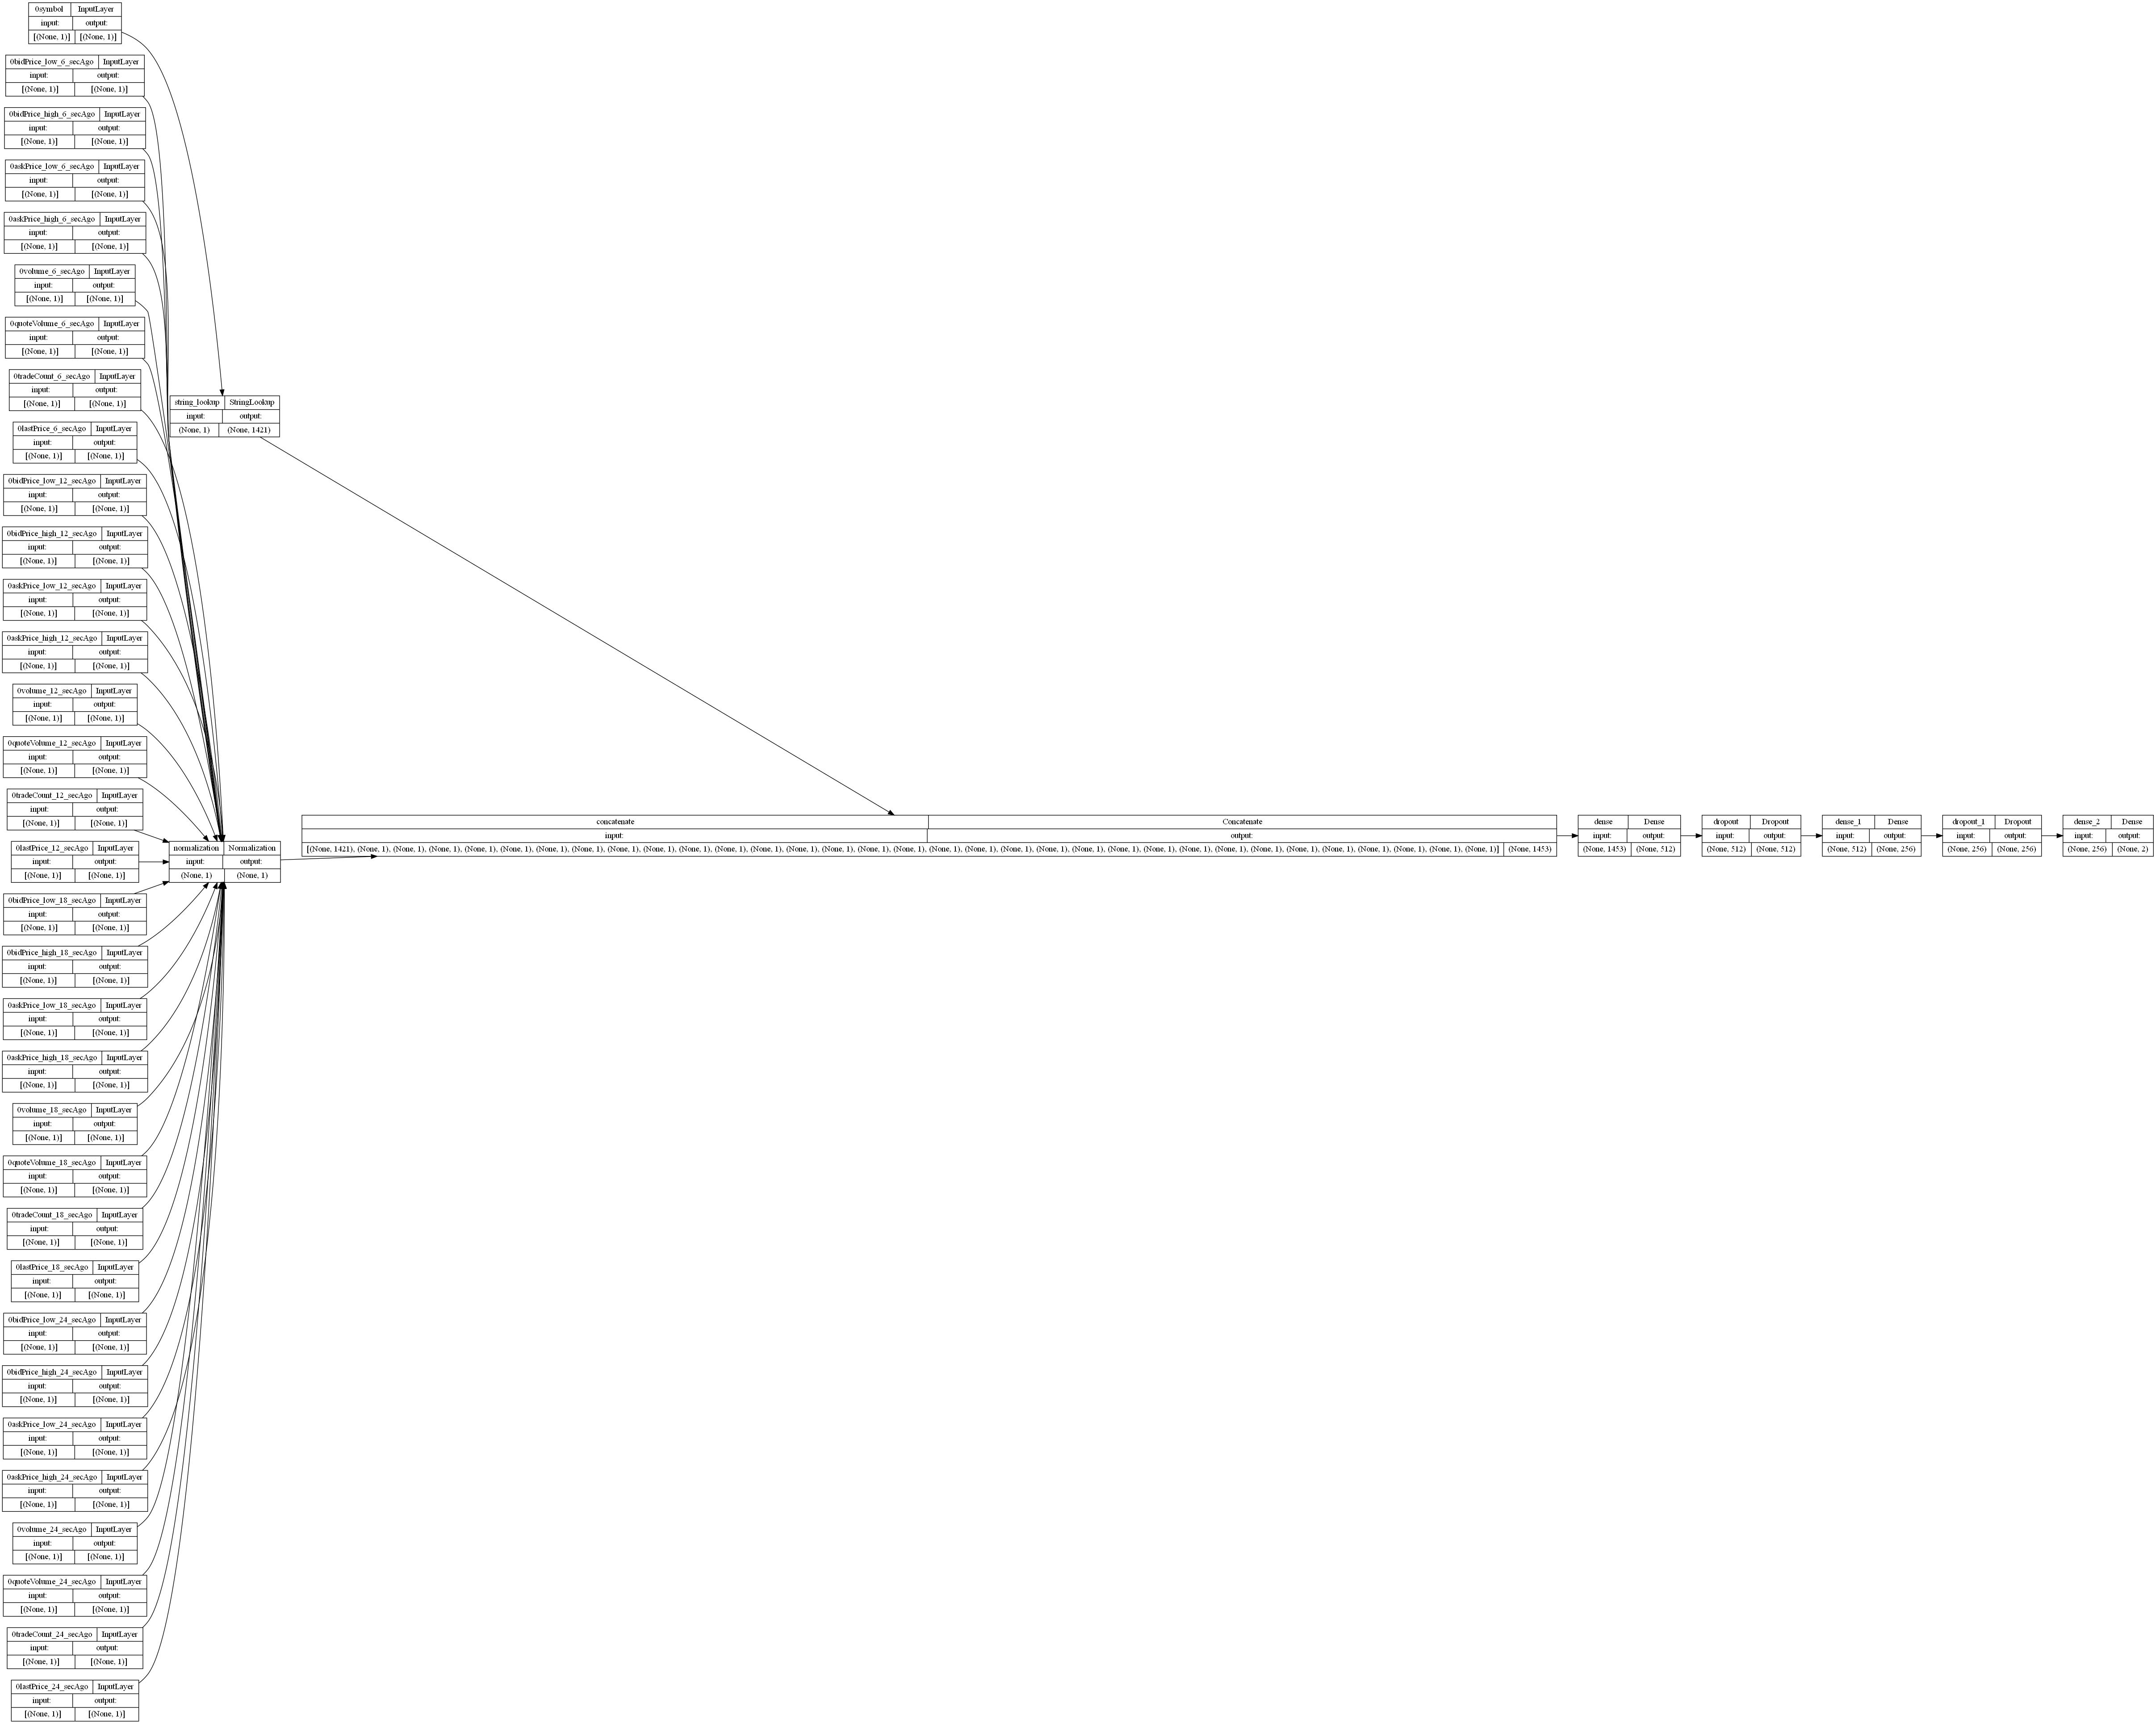 0symbol InputLayer
input: output:
[(None, 1)] [(None, 1)]
0bidPrice_low_6_secAgo InputLayer
input: output:
[(None, 1)] [(None, 1)]
0bidPrice_high_6_secAgo InputLayer
input: output:
[(None, 1)] [(None, 1)]
0askPrice_low_6_secAgo InputLayer
input: output:
[(None, 1)] [(None, 1)]
0askPrice_high_6_secAgo InputLayer
input: output:
[(None, 1)] [(None, 1)]
0volume_6_secAgo InputLayer
input: output:
[(None, 1)] [(None, 1)]
0quoteVolume_6_secAgo InputLayer
input: output:
[(None, 1)] [(None, 1)]
0tradeCount_6_secAgo InputLayer
input: output:
[(None, 1)] [(None, 1)]
0lastPrice_6_secAgo InputLayer
input: output:
[(None, 1)] [(None, 1)]
0bidPrice_low_12_secAgo InputLayer
input: output:
[(None, 1)] [(None, 1)]
0bidPrice_high_12_secAgo InputLayer
input: output:
[(None, 1)] [(None, 1)]
0askPrice_low_12_secAgo InputLayer
input: output:
[(None, 1)] [(None, 1)]
0askPrice_high_12_secAgo InputLayer
input: output:
[(None, 1)] [(None, 1)]
0volume_12_secAgo InputLayer
input: output:
[(None, 1)] [(None, 1)]
0quoteVolume_12_secAgo InputLayer
input: output:
[(None, 1)] [(None, 1)]
0tradeCount_12_secAgo InputLayer
input: output:
[(None, 1)] [(None, 1)]
0lastPrice_12_secAgo InputLayer
input: output:
[(None, 1)] [(None, 1)]
0bidPrice_low_18_secAgo InputLayer
input: output:
[(None, 1)] [(None, 1)]
0bidPrice_high_18_secAgo InputLayer
input: output:
[(None, 1)] [(None, 1)]
0askPrice_low_18_secAgo InputLayer
input: output:
[(None, 1)] [(None, 1)]
0askPrice_high_18_secAgo InputLayer
input: output:
[(None, 1)] [(None, 1)]
0volume_18_secAgo InputLayer
input: output:
[(None, 1)] [(None, 1)]
0quoteVolume_18_secAgo InputLayer
input: output:
[(None, 1)] [(None, 1)]
0tradeCount_18_secAgo InputLayer
input: output:
[(None, 1)] [(None, 1)]
0lastPrice_18_secAgo InputLayer
input: output:
[(None, 1)] [(None, 1)]
0bidPrice_low_24_secAgo InputLayer
input: output:
[(None, 1)] [(None, 1)]
0bidPrice_high_24_secAgo InputLayer
input: output:
[(None, 1)] [(None, 1)]
0askPrice_low_24_secAgo InputLayer
input: output:
[(None, 1)] [(None, 1)]
0askPrice_high_24_secAgo InputLayer
input: output:
[(None, 1)] [(None, 1)]
0volume_24_secAgo InputLayer
input: output:
[(None, 1)] [(None, 1)]
0quoteVolume_24_secAgo InputLayer
input: output:
[(None, 1)] [(None, 1)]
0tradeCount_24_secAgo InputLayer
input: output:
[(None, 1)] [(None, 1)]
0lastPrice_24_secAgo InputLayer
input: output:
[(None, 1)] [(None, 1)]
string_lookup StringLookup
input: output:
(None, 1) (None, 1421)
normalization Normalization
input: output:
(None, 1) (None, 1)
concatenate Concatenate
input: output:
[(None, 1421), (None, 1), (None, 1), (None, 1), (None, 1), (None, 1), (None, 1), (None, 1), (None, 1), (None, 1), (None, 1), (None, 1), (None, 1), (None, 1), (None, 1), (None, 1), (None, 1), (None, 1), (None, 1), (None, 1), (None, 1), (None, 1), (None, 1), (None, 1), (None, 1), (None, 1), (None, 1), (None, 1), (None, 1), (None, 1), (None, 1), (None, 1), (None, 1)] (None, 1453)
dense Dense
input: output:
(None, 1453) (None, 512)
dropout Dropout
input: output:
(None, 512) (None, 512)
dense_1 Dense
input: output:
(None, 512) (None, 256)
dropout_1 Dropout
input: output:
(None, 256) (None, 256)
dense_2 Dense
input: output:
(None, 256) (None, 2)